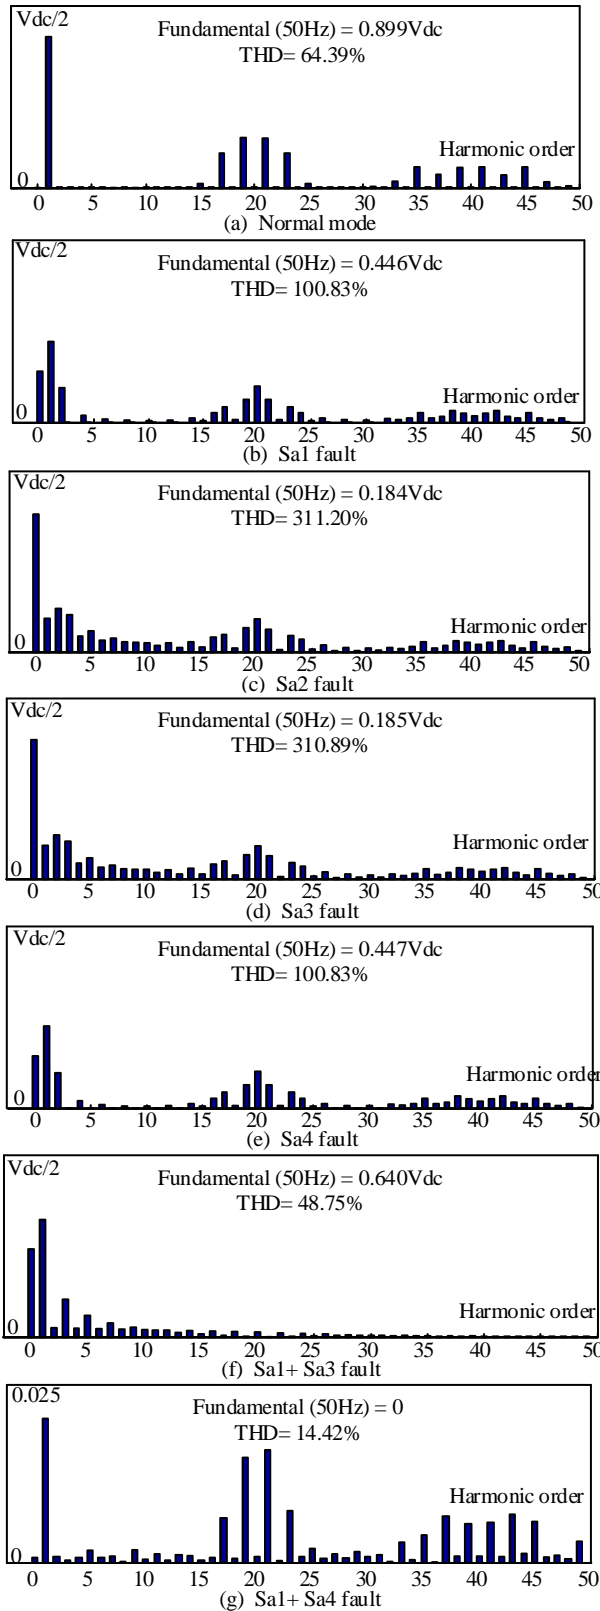 Vdc/2
Fundamental (50Hz) = 0.899Vdc
THD= 64.39%
Harmonic order
0
0 5 10 15 20 25 30 35 40 45 50
(a) Normal mode
Vdc/2
Fundamental (50Hz) = 0.446Vdc
THD= 100.83%
Harmonic order
0
0 5 10 15 20 25 30 35 40 45 50
(b) Sa1 fault
Vdc/2
Fundamental (50Hz) = 0.184Vdc
THD= 311.20%
Harmonic order
0
0 5 10 15 20 25 30 35 40 45 50
(c) Sa2 fault
Vdc/2
Fundamental (50Hz) = 0.185Vdc
THD= 310.89%
Harmonic order
0
0 5 10 15 20 25 30 35 40 45 50
(d) Sa3 fault
Vdc/2
Fundamental (50Hz) = 0.447Vdc
THD= 100.83%
Harmonic order
0
0 5 10 15 20 25 30 35 40 45 50
(e) Sa4 fault
Vdc/2
Fundamental (50Hz) = 0.640Vdc
THD= 48.75%
Harmonic order
0
0 5 10 15 20 25 30 35 40 45 50
(f) Sa1+ Sa3 fault
0.025
Fundamental (50Hz) = 0
THD= 14.42%
Harmonic order
0
0 5 10 15 20 25 30 35 40 45 50
(g) Sa1+ Sa4 fault